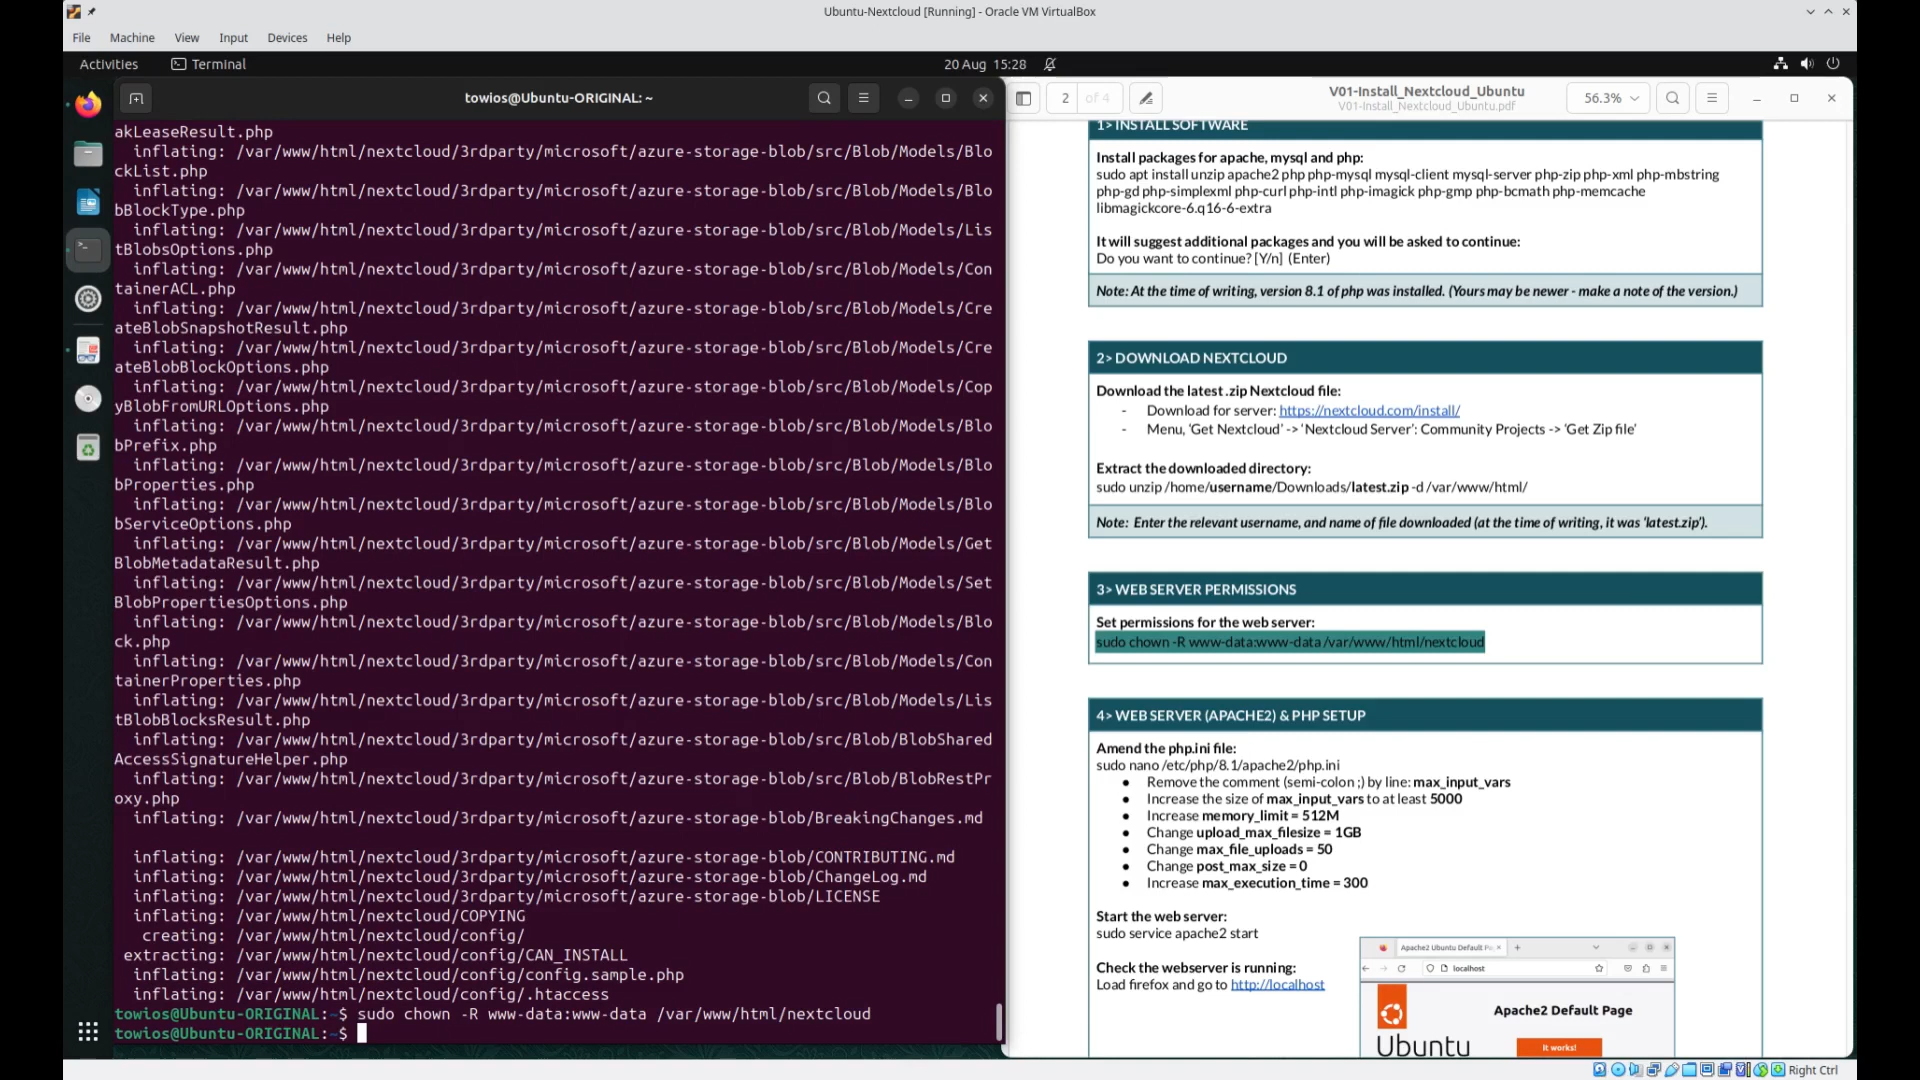 Ubuntu-Nextcloud [Running] - Oracle VM VirtualBox
File Machine View Input Devices Help
Activities Terminal 20 Aug 15:28
towios@Ubuntu-ORIGINAL: ~
akLeaseResult.php
inflating: /var/www/html/nextcloud/3rdparty/microsoft/azure-storage-blob/src/Blob/Models/Blo
ckList.php
inflating: /var/www/html/nextcloud/3rdparty/microsoft/azure-storage-blob/src/Blob/Models/Blo
bBlockType.php
inflating: /var/www/html/nextcloud/3rdparty/microsoft/azure-storage-blob/src/Blob/Models/Lis
tBlobsOptions.php
inflating: /var/www/html/nextcloud/3rdparty/microsoft/azure-storage-blob/src/Blob/Models/Con
tainerACL.php
inflating: /var/www/html/nextcloud/3rdparty/microsoft/azure-storage-blob/src/Blob/Models/Cre
ateBlobSnapshotResult.php
inflating: /var/www/html/nextcloud/3rdparty/microsoft/azure-storage-blob/src/Blob/Models/Cre
ateBlobBlockOptions.php
inflating: /var/www/html/nextcloud/3rdparty/microsoft/azure-storage-blob/src/Blob/Models/Cop
yBlobFromURLOptions.php
inflating: /var/www/html/nextcloud/3rdparty/microsoft/azure-storage-blob/src/Blob/Models/Blo
bPrefix.php
inflating: /var/www/html/nextcloud/3rdparty/microsoft/azure-storage-blob/src/Blob/Models/Blo
bProperties.php
inflating: /var/www/html/nextcloud/3rdparty/microsoft/azure-storage-blob/src/Blob/Models/Blo
bServiceOptions.php
inflating: /var/www/html/nextcloud/3rdparty/microsoft/azure-storage-blob/src/Blob/Models/Get
BlobMetadataResult.php
inflating: /var/www/html/nextcloud/3rdparty/microsoft/azure-storage-blob/src/Blob/Models/Set
BlobPropertiesOptions.php
inflating: /var/www/html/nextcloud/3rdparty/microsoft/azure-storage-blob/src/Blob/Models/Blo
ck.php
inflating: /var/www/html/nextcloud/3rdparty/microsoft/azure-storage-blob/src/Blob/Models/Con
tainerProperties.php
inflating: /var/www/html/nextcloud/3rdparty/microsoft/azure-storage-blob/src/Blob/Models/Lis
tBlobBlocksResult.php
inflating: /var/www/html/nextcloud/3rdparty/microsoft/azure-storage-blob/src/Blob/BlobShared
AccessSignatureHelper.php
inflating: /var/www/html/nextcloud/3rdparty/microsoft/azure-storage-blob/src/Blob/BlobRestPr
oxy.php
inflating: /var/www/html/nextcloud/3rdparty/microsoft/azure-storage-blob/BreakingChanges.md
inflating: /var/www/html/nextcloud/3rdparty/microsoft/azure-storage-blob/CONTRIBUTING.md
inflating: /var/www/html/nextcloud/3rdparty/microsoft/azure-storage-blob/ChangeLog.md
inflating: /var/www/html/nextcloud/3rdparty/microsoft/azure-storage-blob/LICENSE
inflating: /var/www/html/nextcloud/COPYING
creating: /var/www/html/nextcloud/config/
extracting: /var/www/html/nextcloud/config/CAN_INSTALL
inflating: /var/www/html/nextcloud/config/config.sample.php
inflating: /var/www/html/nextcloud/config/.htaccess
towios@Ubuntu-ORIGINAL:~$ sudo chown -R www-data:www-data /var/www/html/nextcloud
towios@Ubuntu-ORIGINAL:~$
2 of 4
V01-Install_Nextcloud_Ubuntu
V01-Install_Nextcloud_Ubuntu.pdf
56.3%
1> INSTALL SOFTWARE
Install packages for apache, mysql and php:
sudo apt install unzip apache2 php php-mysql mysql-client mysql-server php-zip php-xml php-mbstring
php-gd php-simplexml php-curl php-intl php-imagick php-gmp php-bcmath php-memcache
libmagickcore-6.q16-6-extra
It will suggest additional packages and you will be asked to continue:
Do you want to continue? [Y/n] (Enter)
Note: At the time of writing, version 8.1 of php was installed. (Yours may be newer - make a note of the version.)
2> DOWNLOAD NEXTCLOUD
Download the latest .zip Nextcloud file:
- Download for server: https://nextcloud.com/install/
- Menu, 'Get Nextcloud' -> 'Nextcloud Server': Community Projects -> 'Get Zip file'
Extract the downloaded directory:
sudo unzip /home/username/Downloads/latest.zip -d /var/www/html/
Note: Enter the relevant username, and name of file downloaded (at the time of writing, it was 'latest.zip').
3> WEB SERVER PERMISSIONS
Set permissions for the web server:
sudo chown -R www-data:www-data /var/www/html/nextcloud
4> WEB SERVER (APACHE2) & PHP SETUP
Amend the php.ini file:
sudo nano /etc/php/8.1/apache2/php.ini
● Remove the comment (semi-colon ;) by line: max_input_vars
● Increase the size of max_input_vars to at least 5000
● Increase memory_limit = 512M
● Change upload_max_filesize = 1GB
● Change max_file_uploads = 50
● Change post_max_size = 0
● Increase max_execution_time = 300
Start the web server:
sudo service apache2 start
Check the webserver is running:
Load firefox and go to http://localhost
Apache2 Ubuntu Default Pa
localhost
Apache2 Default Page
Ubuntu
It works!
Right Ctrl